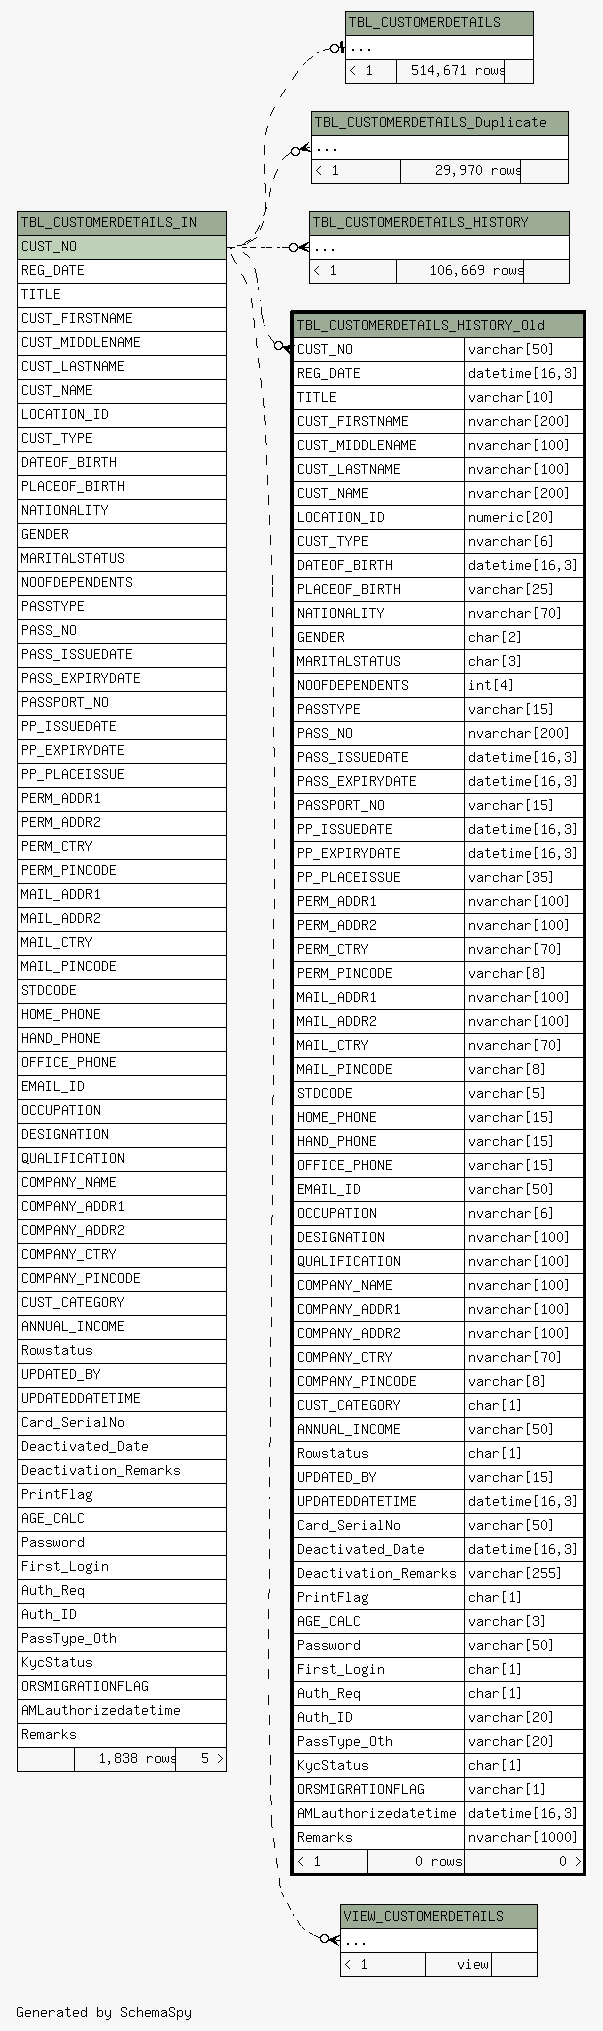 TBL_CUSTOMERDETAILS
...
< 1 514,671 rows
TBL_CUSTOMERDETAILS_Duplicate
...
< 1 29,970 rows
TBL_CUSTOMERDETAILS_HISTORY
...
< 1 106,669 rows
TBL_CUSTOMERDETAILS_IN
CUST_NO
REG_DATE
TITLE
CUST_FIRSTNAME
CUST_MIDDLENAME
CUST_LASTNAME
CUST_NAME
LOCATION_ID
CUST_TYPE
DATEOF_BIRTH
PLACEOF_BIRTH
NATIONALITY
GENDER
MARITALSTATUS
NOOFDEPENDENTS
PASSTYPE
PASS_NO
PASS_ISSUEDATE
PASS_EXPIRYDATE
PASSPORT_NO
PP_ISSUEDATE
PP_EXPIRYDATE
PP_PLACEISSUE
PERM_ADDR1
PERM_ADDR2
PERM_CTRY
PERM_PINCODE
MAIL_ADDR1
MAIL_ADDR2
MAIL_CTRY
MAIL_PINCODE
STDCODE
HOME_PHONE
HAND_PHONE
OFFICE_PHONE
EMAIL_ID
OCCUPATION
DESIGNATION
QUALIFICATION
COMPANY_NAME
COMPANY_ADDR1
COMPANY_ADDR2
COMPANY_CTRY
COMPANY_PINCODE
CUST_CATEGORY
ANNUAL_INCOME
Rowstatus
UPDATED_BY
UPDATEDDATETIME
Card_SerialNo
Deactivated_Date
Deactivation_Remarks
PrintFlag
AGE_CALC
Password
First_Login
Auth_Req
Auth_ID
PassType_Oth
KycStatus
ORSMIGRATIONFLAG
AMLauthorizedatetime
Remarks
1,838 rows 5 >
TBL_CUSTOMERDETAILS_HISTORY_Old
CUST_NO varchar[50]
REG_DATE datetime[16,3]
TITLE varchar[10]
CUST_FIRSTNAME nvarchar[200]
CUST_MIDDLENAME nvarchar[100]
CUST_LASTNAME nvarchar[100]
CUST_NAME nvarchar[200]
LOCATION_ID numeric[20]
CUST_TYPE nvarchar[6]
DATEOF_BIRTH datetime[16,3]
PLACEOF_BIRTH varchar[25]
NATIONALITY nvarchar[70]
GENDER char[2]
MARITALSTATUS char[3]
NOOFDEPENDENTS int[4]
PASSTYPE varchar[15]
PASS_NO nvarchar[200]
PASS_ISSUEDATE datetime[16,3]
PASS_EXPIRYDATE datetime[16,3]
PASSPORT_NO varchar[15]
PP_ISSUEDATE datetime[16,3]
PP_EXPIRYDATE datetime[16,3]
PP_PLACEISSUE varchar[35]
PERM_ADDR1 nvarchar[100]
PERM_ADDR2 nvarchar[100]
PERM_CTRY nvarchar[70]
PERM_PINCODE varchar[8]
MAIL_ADDR1 nvarchar[100]
MAIL_ADDR2 nvarchar[100]
MAIL_CTRY nvarchar[70]
MAIL_PINCODE varchar[8]
STDCODE varchar[5]
HOME_PHONE varchar[15]
HAND_PHONE varchar[15]
OFFICE_PHONE varchar[15]
EMAIL_ID varchar[50]
OCCUPATION nvarchar[6]
DESIGNATION nvarchar[100]
QUALIFICATION nvarchar[100]
COMPANY_NAME nvarchar[100]
COMPANY_ADDR1 nvarchar[100]
COMPANY_ADDR2 nvarchar[100]
COMPANY_CTRY nvarchar[70]
COMPANY_PINCODE varchar[8]
CUST_CATEGORY char[1]
ANNUAL_INCOME varchar[50]
Rowstatus char[1]
UPDATED_BY varchar[15]
UPDATEDDATETIME datetime[16,3]
Card_SerialNo varchar[50]
Deactivated_Date datetime[16,3]
Deactivation_Remarks varchar[255]
PrintFlag char[1]
AGE_CALC varchar[3]
Password varchar[50]
First_Login char[1]
Auth_Req char[1]
Auth_ID varchar[20]
PassType_Oth varchar[20]
KycStatus char[1]
ORSMIGRATIONFLAG varchar[1]
AMLauthorizedatetime datetime[16,3]
Remarks nvarchar[1000]
< 1 0 rows 0 >
VIEW_CUSTOMERDETAILS
...
< 1 view
Generated by SchemaSpy